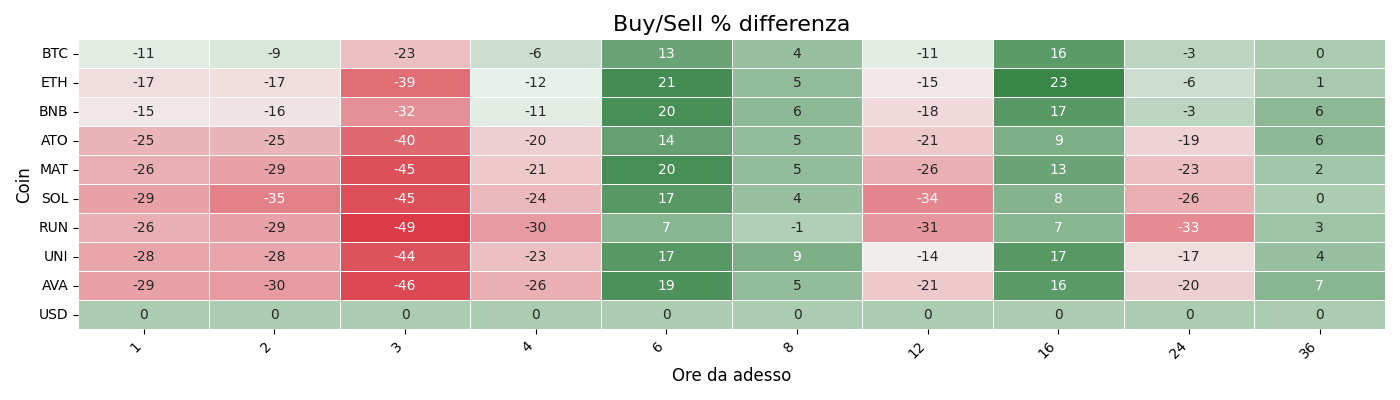 Buy/Sell % differenza
Coin
BTC -11 -9 -23 -6 13 4 -11 16 -3 0
ETH -17 -17 -39 -12 21 5 -15 23 -6 1
BNB -15 -16 -32 -11 20 6 -18 17 -3 6
ATO -25 -25 -40 -20 14 5 -21 9 -19 6
MAT -26 -29 -45 -21 20 5 -26 13 -23 2
SOL -29 -35 -45 -24 17 4 -34 8 -26 0
RUN -26 -29 -49 -30 7 -1 -31 7 -33 3
UNI -28 -28 -44 -23 17 9 -14 17 -17 4
AVA -29 -30 -46 -26 19 5 -21 16 -20 7
USD 0 0 0 0 0 0 0 0 0 0
1 2 3 4 6 8 12 16 24 36
Ore da adesso